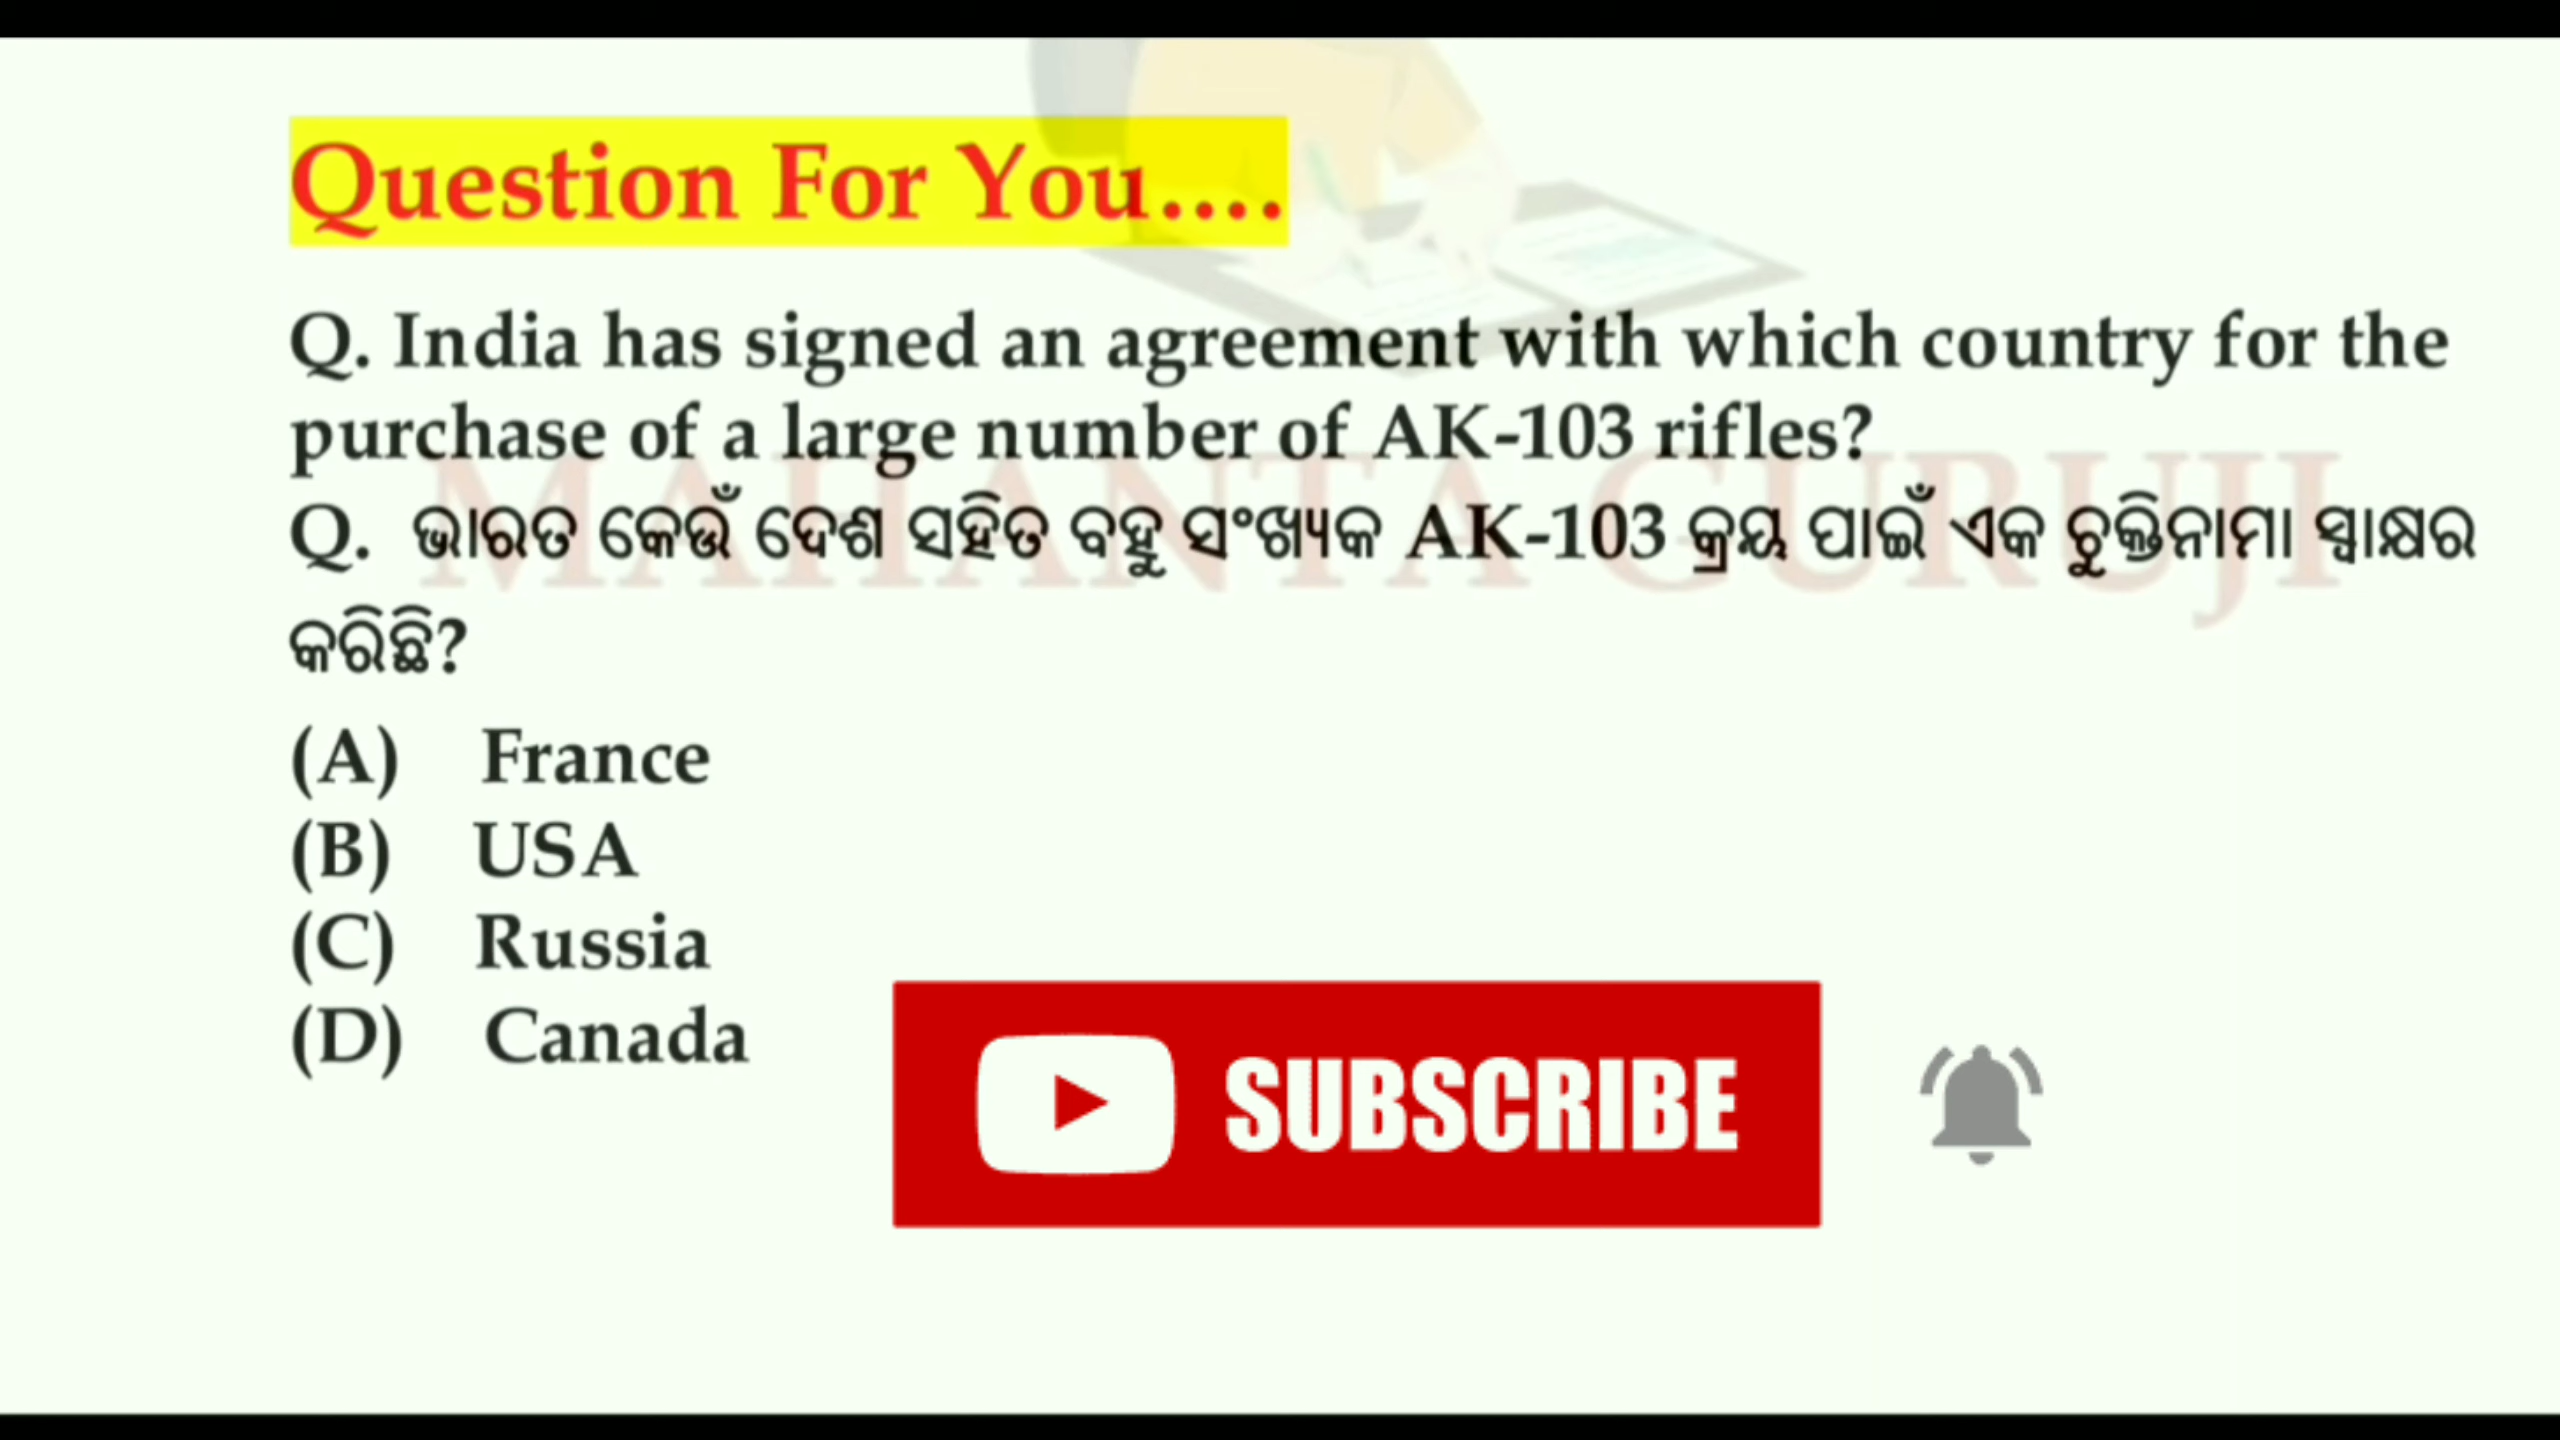 Question For You....
Q. India has signed an agreement with which country for the
purchase of a large number of AK-103 rifles?
MAHANTA GURUJI
Q. ଭାରତ କେଉଁ ଦେଶ ସହିତ ବହୁ ସଂଖ୍ୟକ AK-103 କ୍ରୟ ପାଇଁ ଏକ ଚୁକ୍ତିନାମା ସ୍ୱାକ୍ଷର
କରିଛି?
(A) France
(B) USA
(C) Russia
(D) Canada
SUBSCRIBE